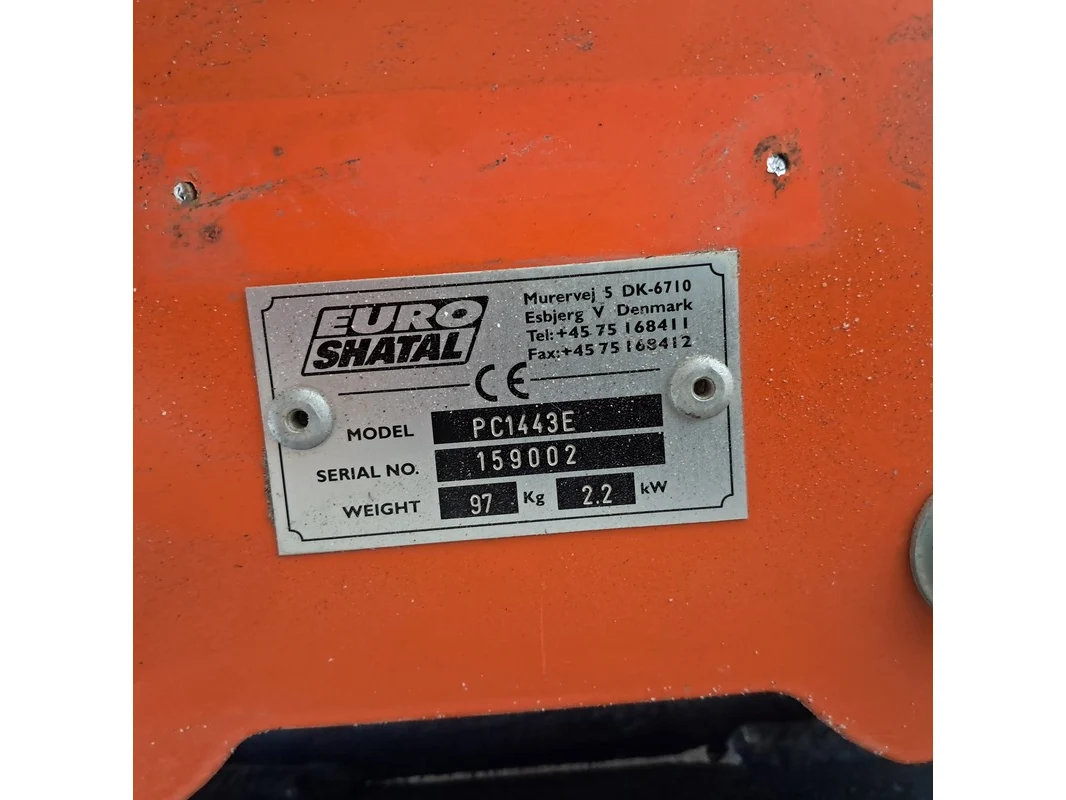 EURO
SHATAL
Murervej 5 DK-6710
Esbjerg V Denmark
Tel:+45 75 168411
Fax:+45 75 168412
CE
MODEL PC1443E
SERIAL NO. 159002
WEIGHT 97 Kg 2.2 kW